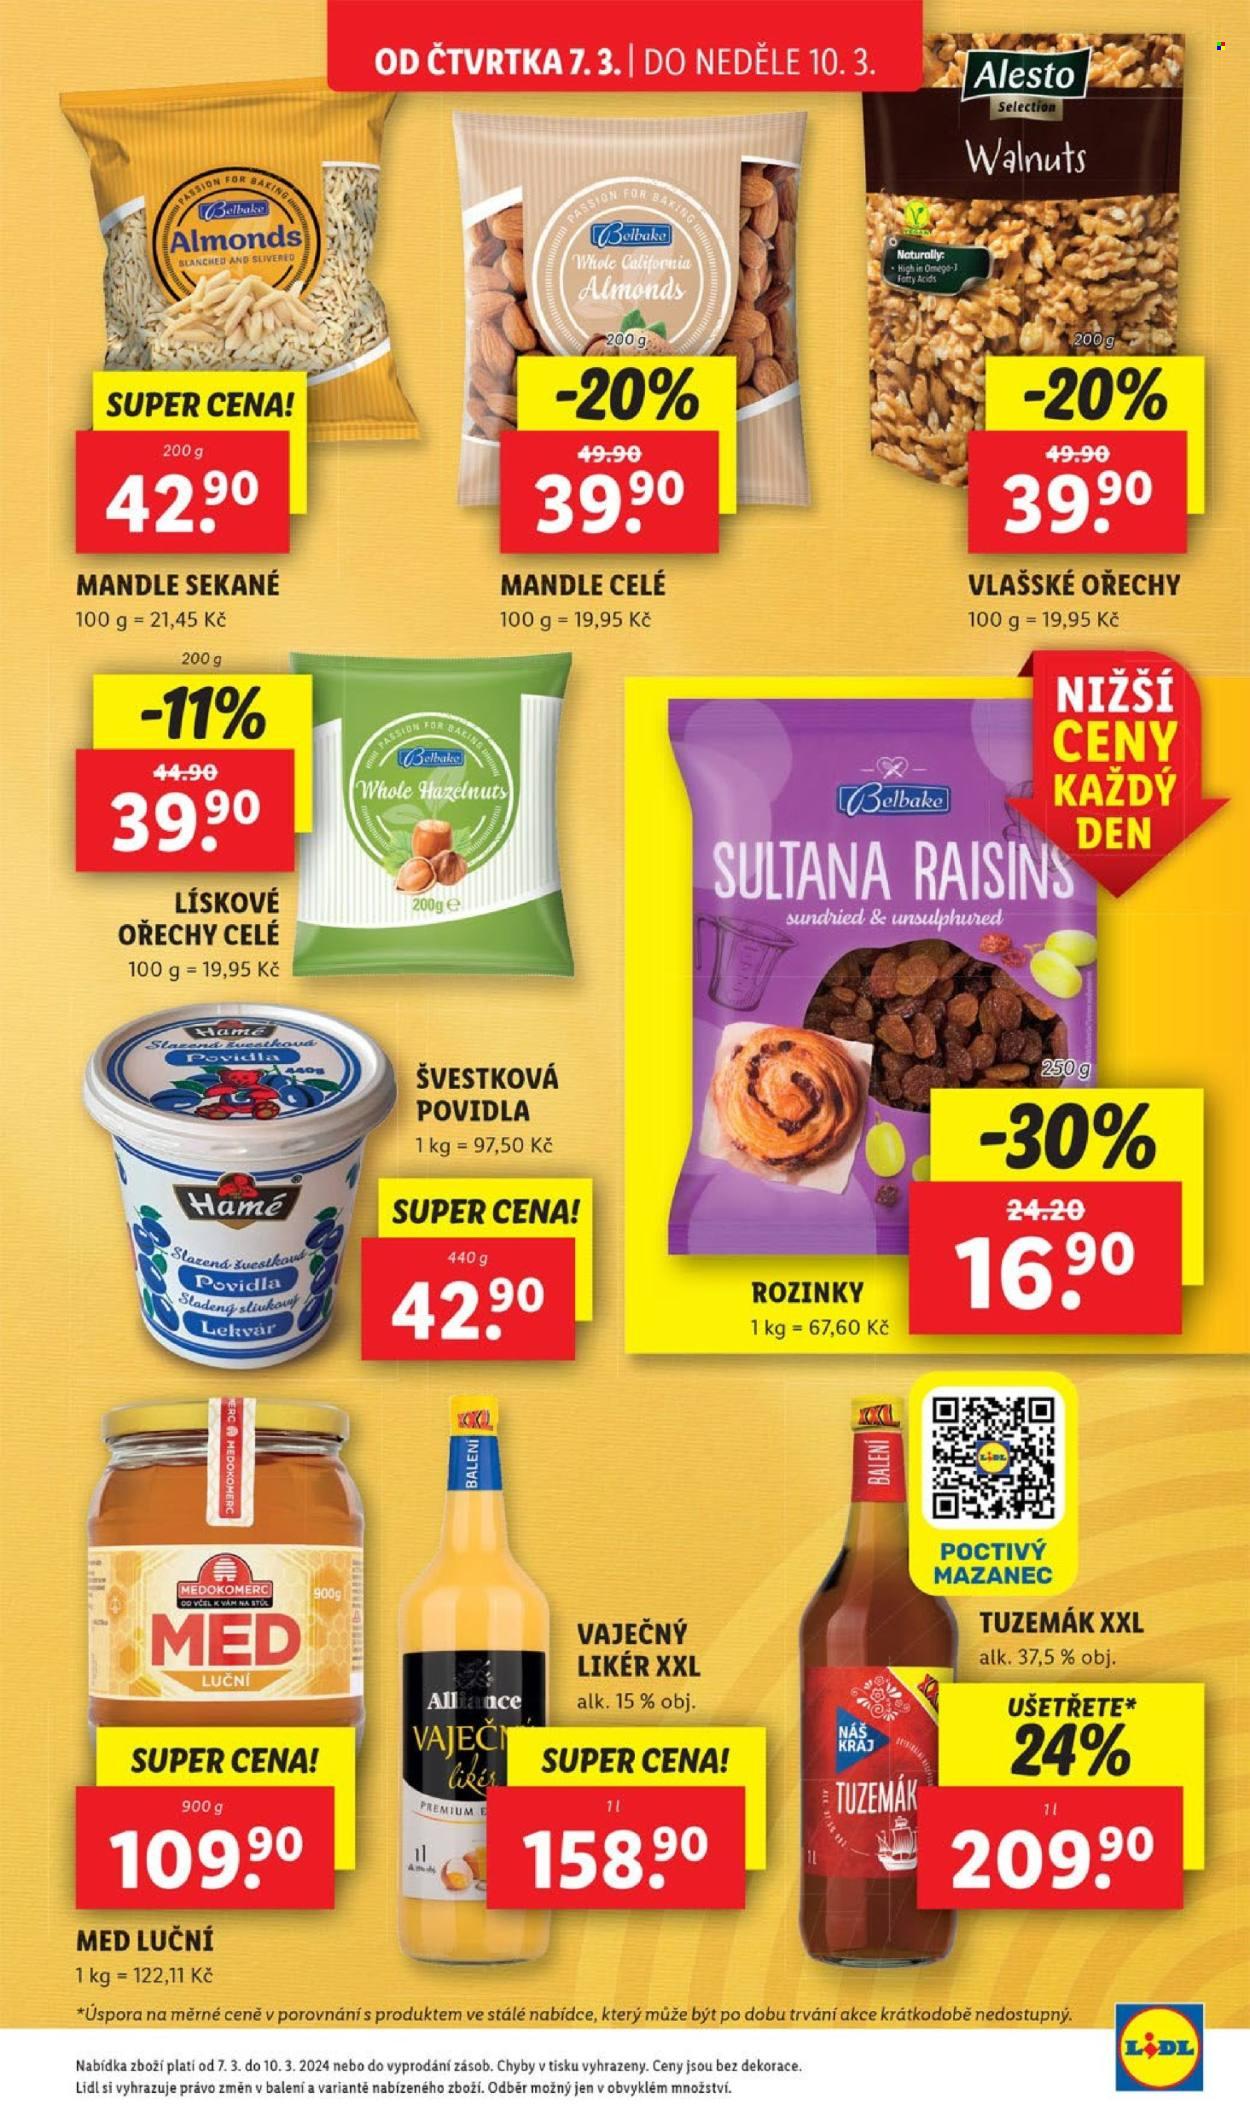 OD ČTVRTKA 7. 3. | DO NEDĚLE 10. 3.
PASSION FOR BAKING
Belbake
Almonds
BLANCHED AND SLIVERED
SUPER CENA!
200 g
42.90
MANDLE SEKANÉ
100 g = 21,45 Kč
PASSION FOR BAKING
Belbake
Whole California
Almonds
200 g
-20%
49.90
39.90
MANDLE CELÉ
100 g = 19,95 Kč
Alesto
Selection
Walnuts
VEGAN
Naturally:
High in Omega-3
Fatty Acids
200 g
-20%
49.90
39.90
VLAŠSKÉ OŘECHY
100 g = 19,95 Kč
200 g
-11%
44.90
39.90
LÍSKOVÉ
OŘECHY CELÉ
100 g = 19,95 Kč
PASSION FOR BAKING
Belbake
Whole Hazelnuts
200g e
NIŽŠÍ
CENY
KAŽDÝ
DEN
Belbake
SULTANA RAISINS
sundried & unsulphured
250 g
-30%
24.20
16.90
ROZINKY
1 kg = 67,60 Kč
Hamé
Slazená švestková
Povidla
440g
Hamé
Slazená švestková
Povidla
Sladený slivkový
Lekvár
ŠVESTKOVÁ
POVIDLA
1 kg = 97,50 Kč
SUPER CENA!
440 g
42.90
MEDOKOMERC
MEDOKOMERC
OD VČEL K VÁM NA STŮL
900g
MED
LUČNÍ
SUPER CENA!
900 g
109.90
MED LUČNÍ
1 kg = 122,11 Kč
XXL
BALENÍ
Alliance
VAJEČNÝ
likér
1 l
VAJEČNÝ
LIKÉR XXL
alk. 15 % obj.
SUPER CENA!
1 l
158.90
XXL
BALENÍ
NÁŠ
KRAJ
TUZEMÁK
1 L
LIDL
POCTIVÝ
MAZANEC
TUZEMÁK XXL
alk. 37,5 % obj.
UŠETŘETE*
24%
1 l
209.90
*Úspora na měrné ceně v porovnání s produktem ve stálé nabídce, který může být po dobu trvání akce krátkodobě nedostupný.
Nabídka zboží platí od 7. 3. do 10. 3. 2024 nebo do vyprodání zásob. Chyby v tisku vyhrazeny. Ceny jsou bez dekorace.
Lidl si vyhrazuje právo změn v balení a variantě nabízeného zboží. Odběr možný jen v obvyklém množství.
LIDL